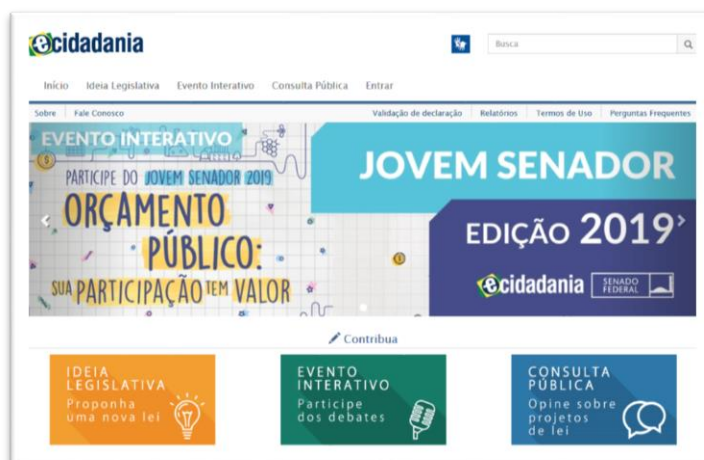 ecidadania
Busca
Início Ideia Legislativa Evento Interativo Consulta Pública Entrar
Sobre Fale Conosco Validação de declaração Relatórios Termos de Uso Perguntas Frequentes
EVENTO INTERATIVO
PARTICIPE DO JOVEM SENADOR 2019
ORÇAMENTO
PÚBLICO:
SUA PARTICIPAÇÃO TEM VALOR
JOVEM SENADOR
EDIÇÃO 2019
ecidadania
SENADO
FEDERAL
Contribua
IDEIA
LEGISLATIVA
Proponha
uma nova lei
EVENTO
INTERATIVO
Participe
dos debates
CONSULTA
PÚBLICA
Opine sobre
projetos
de lei